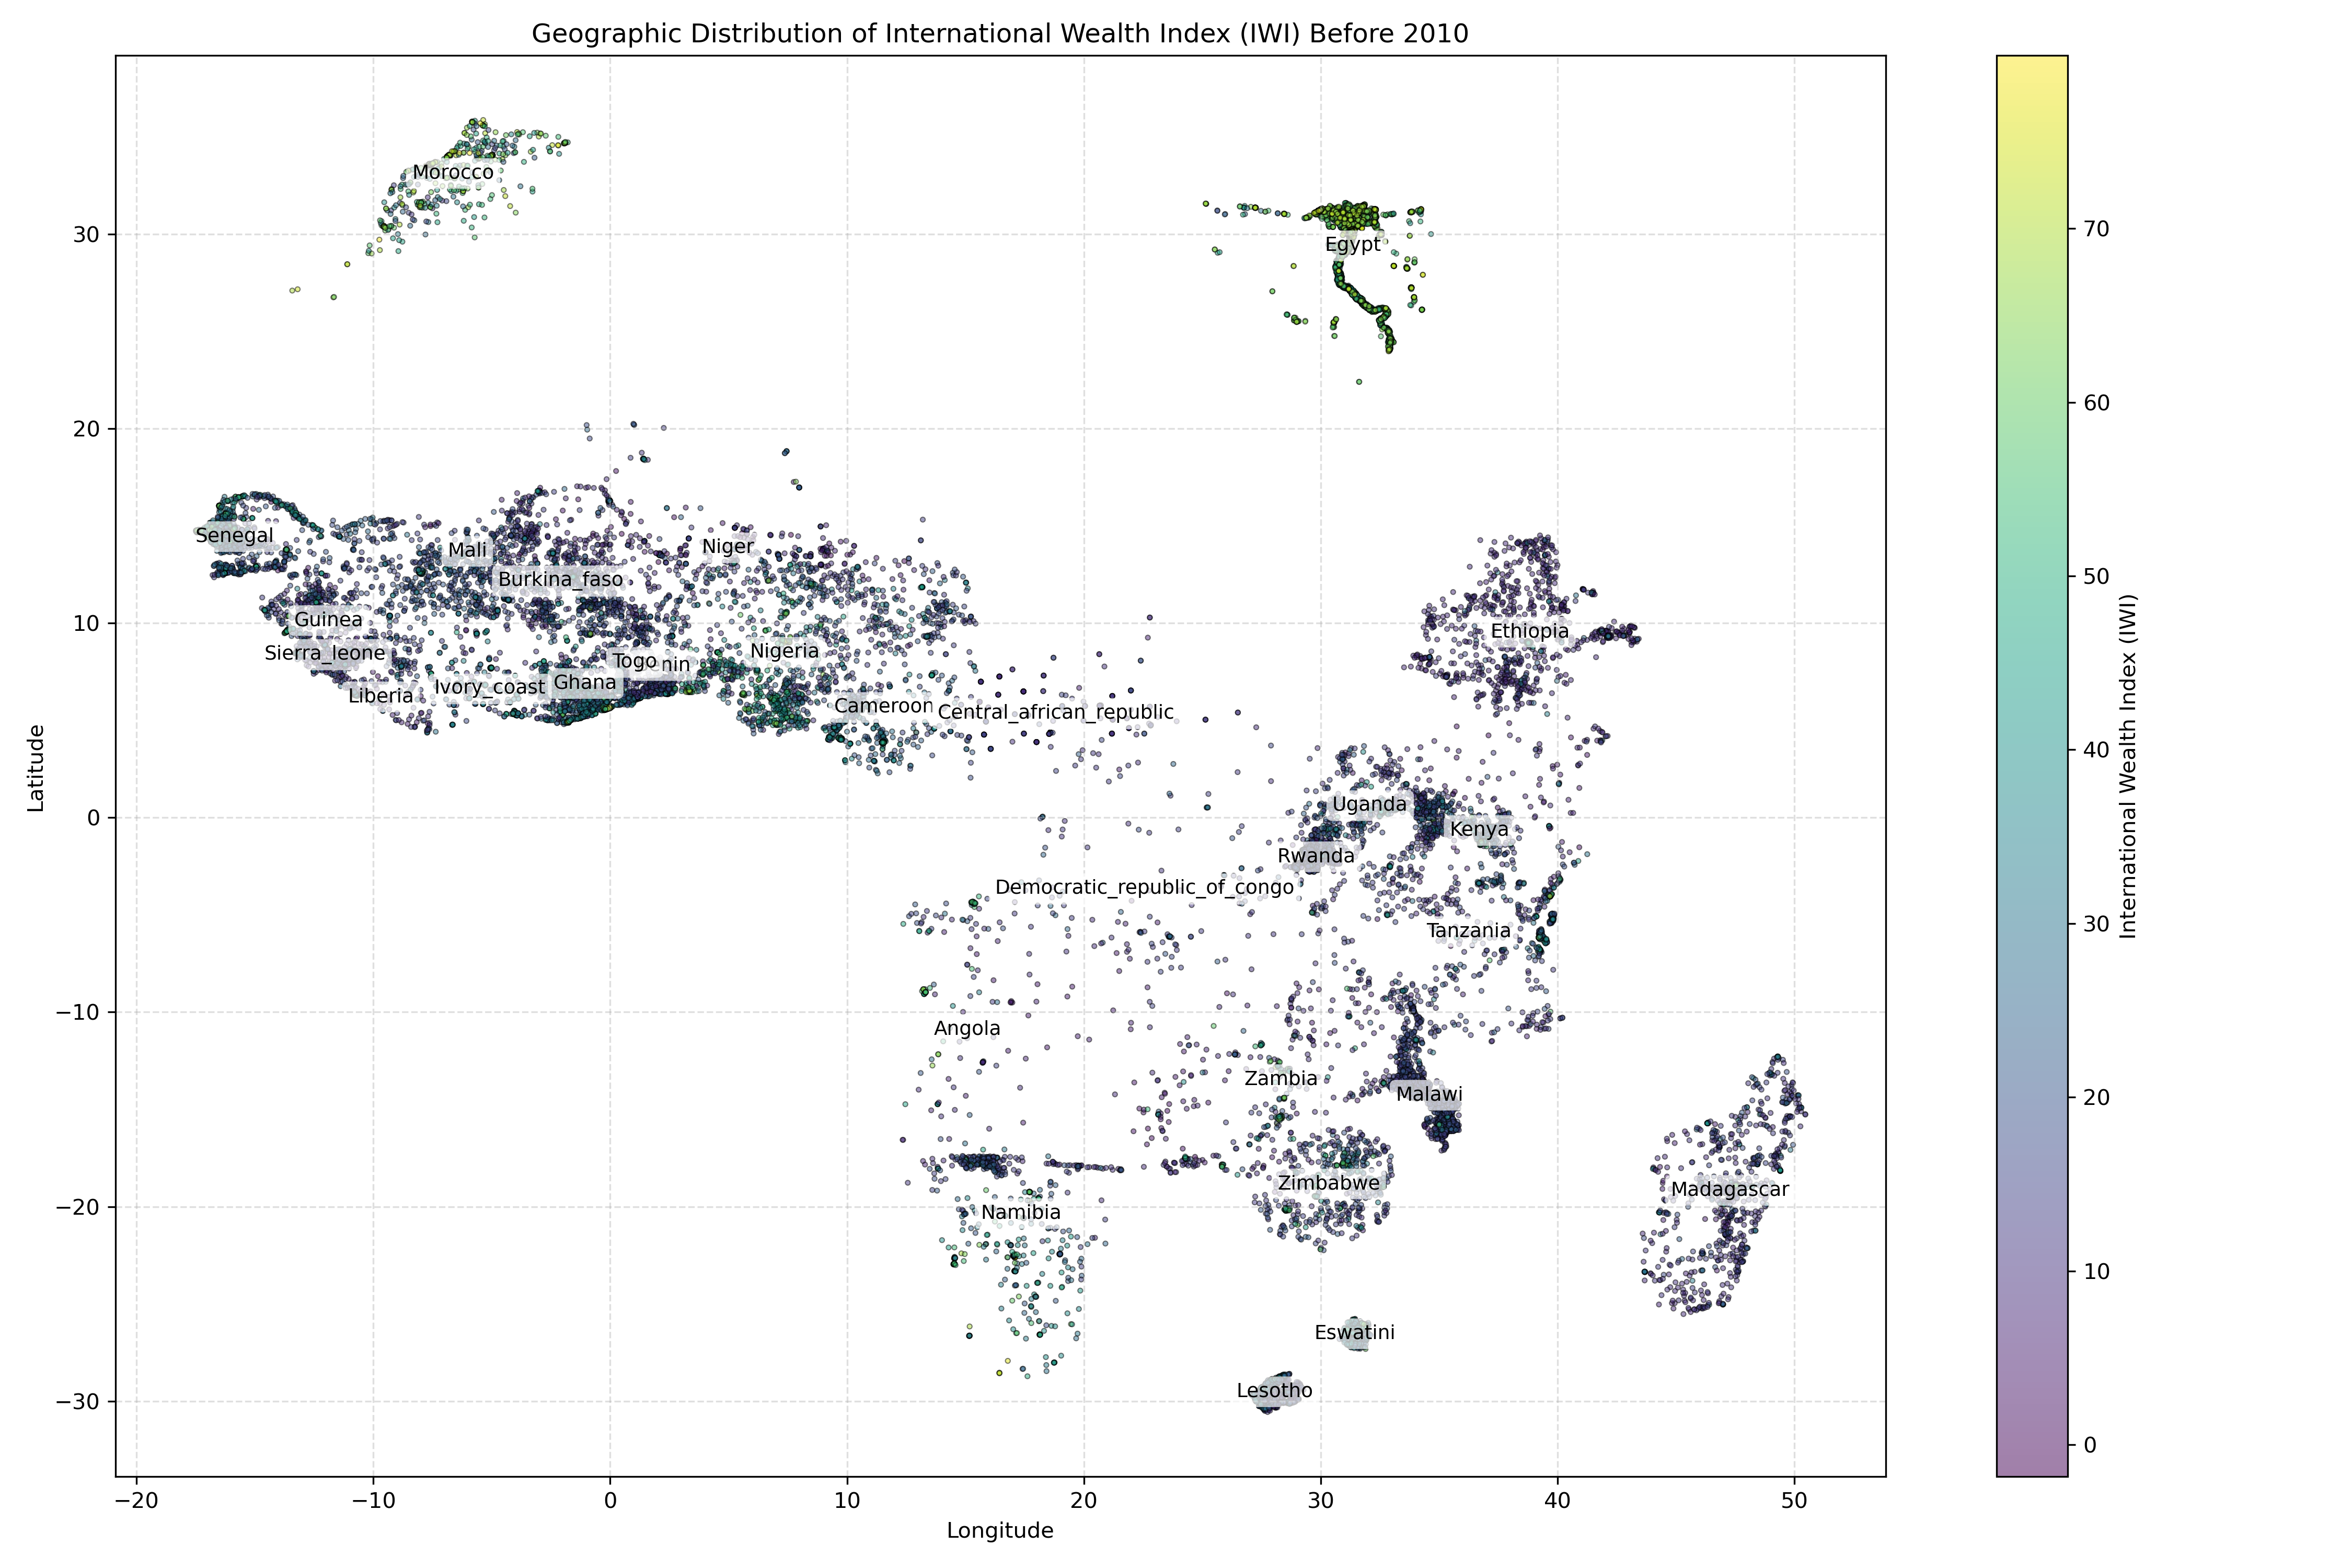 Geographic Distribution of International Wealth Index (IWI) Before 2010
Morocco
Egypt
Senegal
Mali
Niger
Burkina_faso
Guinea
Sierra_leone
Liberia
Ivory_coast
Ghana
Togo
nin
Nigeria
Cameroon
Central_african_republic
Ethiopia
Uganda
Kenya
Rwanda
Democratic_republic_of_congo
Tanzania
Angola
Zambia
Malawi
Zimbabwe
Namibia
Madagascar
Eswatini
Lesotho
30
20
10
0
−10
−20
−30
Latitude
−20
−10
0
10
20
30
40
50
Longitude
70
60
50
40
30
20
10
0
International Wealth Index (IWI)